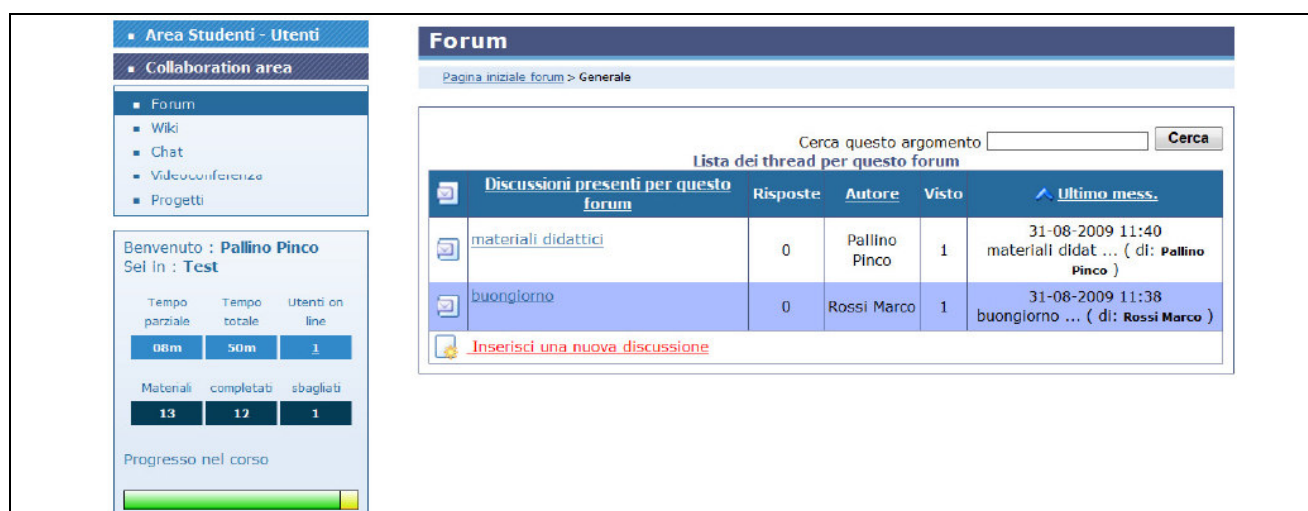 Area Studenti - Utenti
Collaboration area
Forum
Wiki
Chat
Videoconferenza
Progetti
Benvenuto : Pallino Pinco
Sei in : Test
Tempo parziale
Tempo totale
Utenti on line
08m 50m 1
Materiali completati sbagliati
13 12 1
Progresso nel corso
Forum
Pagina iniziale forum > Generale
Cerca questo argomento Cerca
Lista dei thread per questo forum
Discussioni presenti per questo
forum
Risposte Autore Visto Ultimo mess.
materiali didattici
0
Pallino
Pinco
1
31-08-2009 11:40
materiali didat ... ( di: Pallino
Pinco )
buongiorno
0 Rossi Marco 1
31-08-2009 11:38
buongiorno ... ( di: Rossi Marco )
Inserisci una nuova discussione